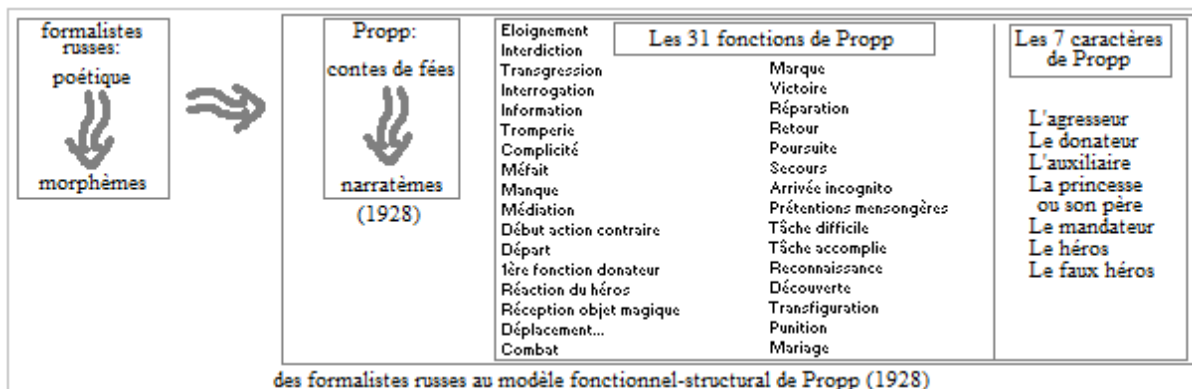 formalistes
russes:
poétique
morphèmes
Propp:
contes de fées
narratèmes
(1928)
Les 31 fonctions de Propp
Eloignement
Interdiction
Transgression
Interrogation
Information
Tromperie
Complicité
Méfait
Manque
Médiation
Début action contraire
Départ
1ère fonction donateur
Réaction du héros
Réception objet magique
Déplacement...
Combat
Marque
Victoire
Réparation
Retour
Poursuite
Secours
Arrivée incognito
Prétentions mensongères
Tâche difficile
Tâche accomplie
Reconnaissance
Découverte
Transfiguration
Punition
Mariage
Les 7 caractères
de Propp
L'agresseur
Le donateur
L'auxiliaire
La princesse
ou son père
Le mandateur
Le héros
Le faux héros
des formalistes russes au modèle fonctionnel-structural de Propp (1928)